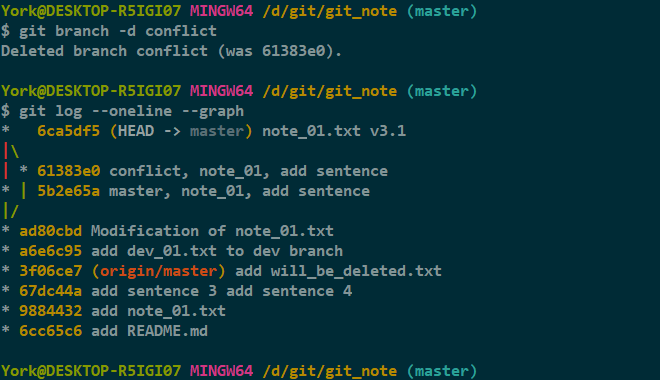 York@DESKTOP-R5IGI07 MINGW64 /d/git/git_note (master)
$ git branch -d conflict
Deleted branch conflict (was 61383e0).

York@DESKTOP-R5IGI07 MINGW64 /d/git/git_note (master)
$ git log --oneline --graph
*   6ca5df5 (HEAD -> master) note_01.txt v3.1
|\
| * 61383e0 conflict, note_01, add sentence
* | 5b2e65a master, note_01, add sentence
|/
* ad80cbd Modification of note_01.txt
* a6e6c95 add dev_01.txt to dev branch
* 3f06ce7 (origin/master) add will_be_deleted.txt
* 67dc44a add sentence 3 add sentence 4
* 9884432 add note_01.txt
* 6cc65c6 add README.md

York@DESKTOP-R5IGI07 MINGW64 /d/git/git_note (master)